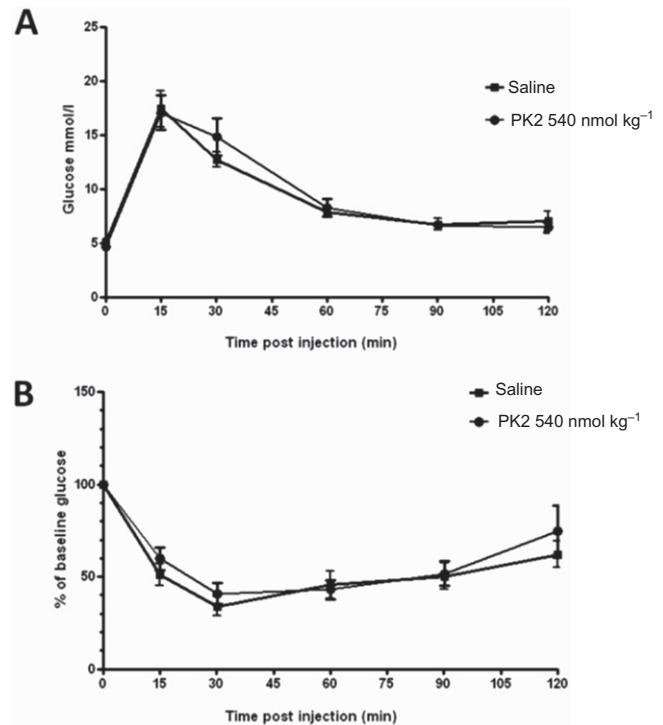 A
25
20
15
10
5
0
Glucose mmol/l
Saline
PK2 540 nmol kg⁻¹
0 15 30 45 60 75 90 105 120
Time post injection (min)
B
150
100
50
0
% of baseline glucose
Saline
PK2 540 nmol kg⁻¹
0 15 30 45 60 75 90 105 120
Time post injection (min)